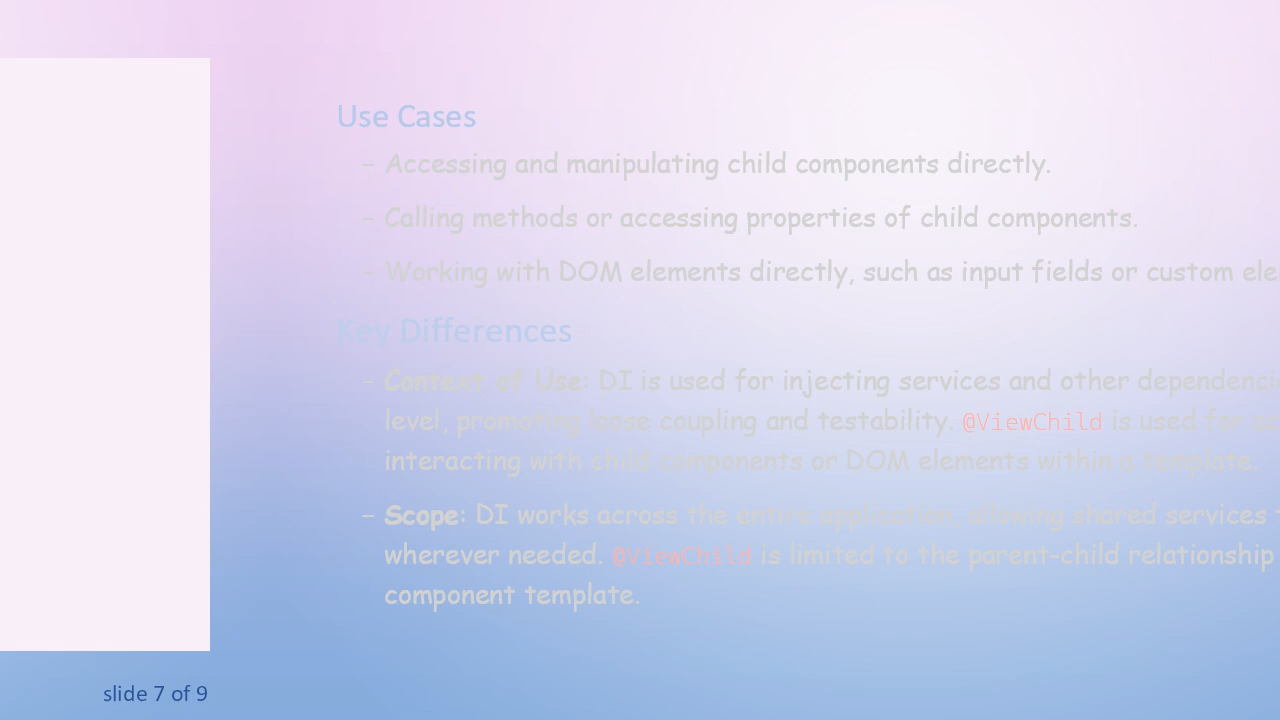 Use Cases
– Accessing and manipulating child components directly.
– Calling methods or accessing properties of child components.
– Working with DOM elements directly, such as input fields or custom
Key Differences
– Context of Use: DI is used for injecting services and other
level, promoting loose coupling and testability. @ViewChild is used for
interacting with child components or DOM elements within a template.
– Scope: DI works across the entire application, allowing shared services
wherever needed. @ViewChild is limited to the parent-child relationship
component template.
slide 7 of 9